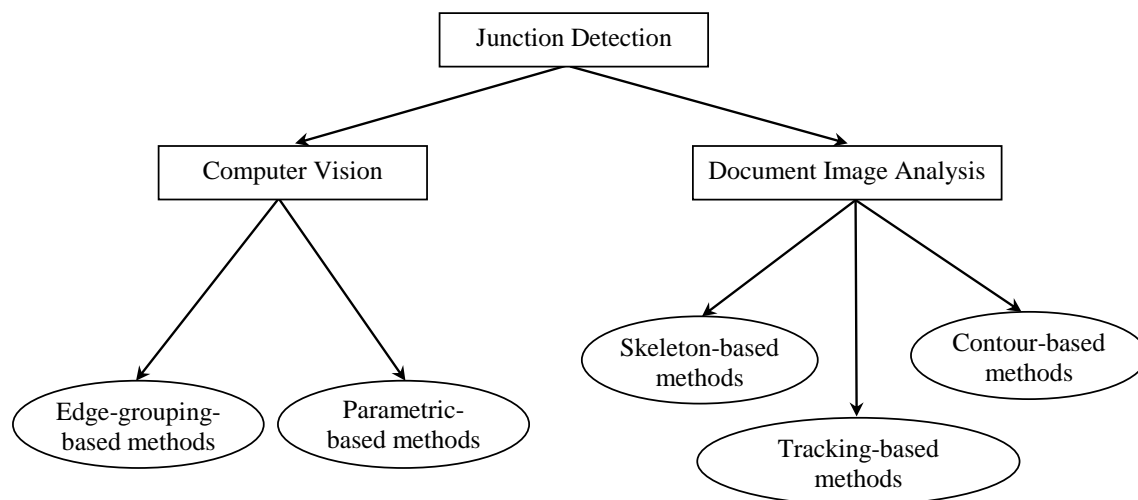 Junction Detection
Computer Vision
Document Image Analysis
Edge-grouping-
based methods
Parametric-
based methods
Skeleton-based
methods
Tracking-based
methods
Contour-based
methods